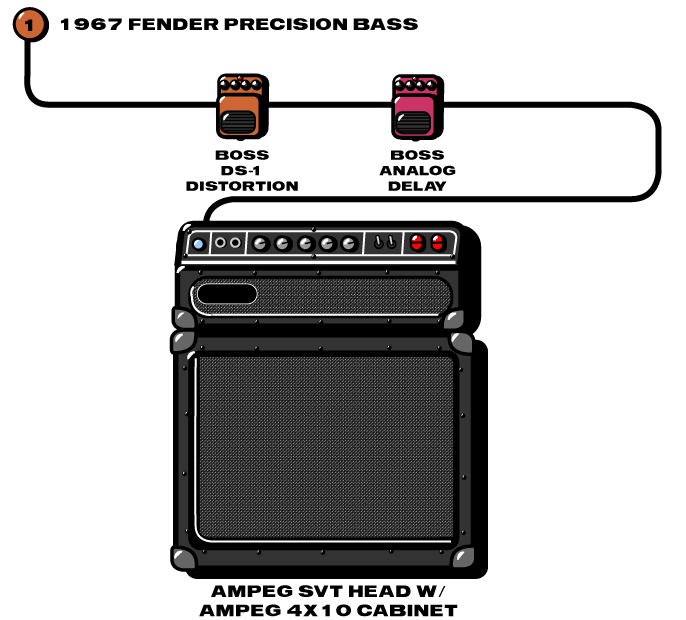 1 1967 FENDER PRECISION BASS
BOSS
DS-1
DISTORTION
BOSS
ANALOG
DELAY
AMPEG SVT HEAD W/
AMPEG 4X10 CABINET